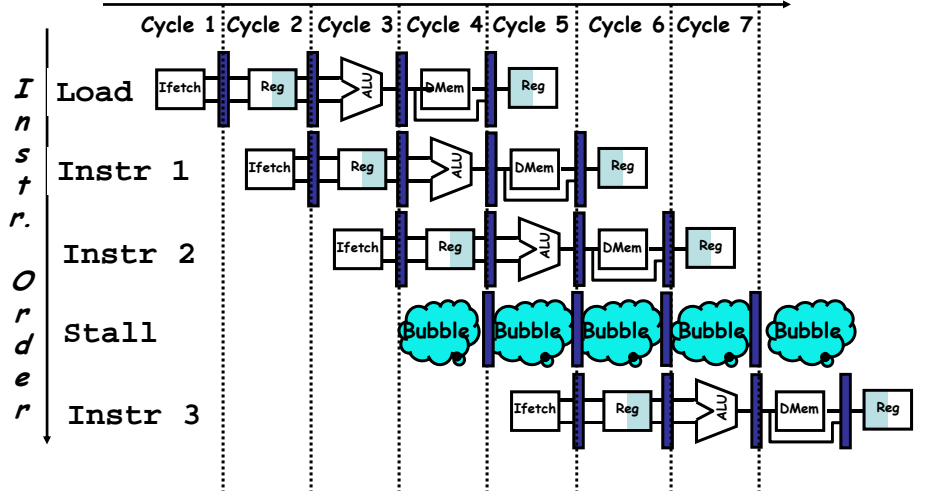 Cycle 1 Cycle 2 Cycle 3 Cycle 4 Cycle 5 Cycle 6 Cycle 7
Instr. Order
Load Ifetch Reg ALU DMem Reg
Instr 1 Ifetch Reg ALU DMem Reg
Instr 2 Ifetch Reg ALU DMem Reg
Stall Bubble Bubble Bubble Bubble Bubble
Instr 3 Ifetch Reg ALU DMem Reg